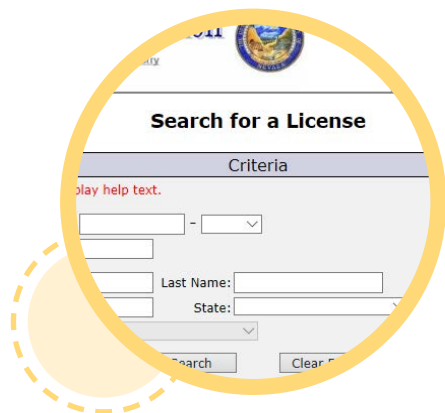 Search for a License
Criteria
play help text.
–
Last Name:
State:
Search Clear